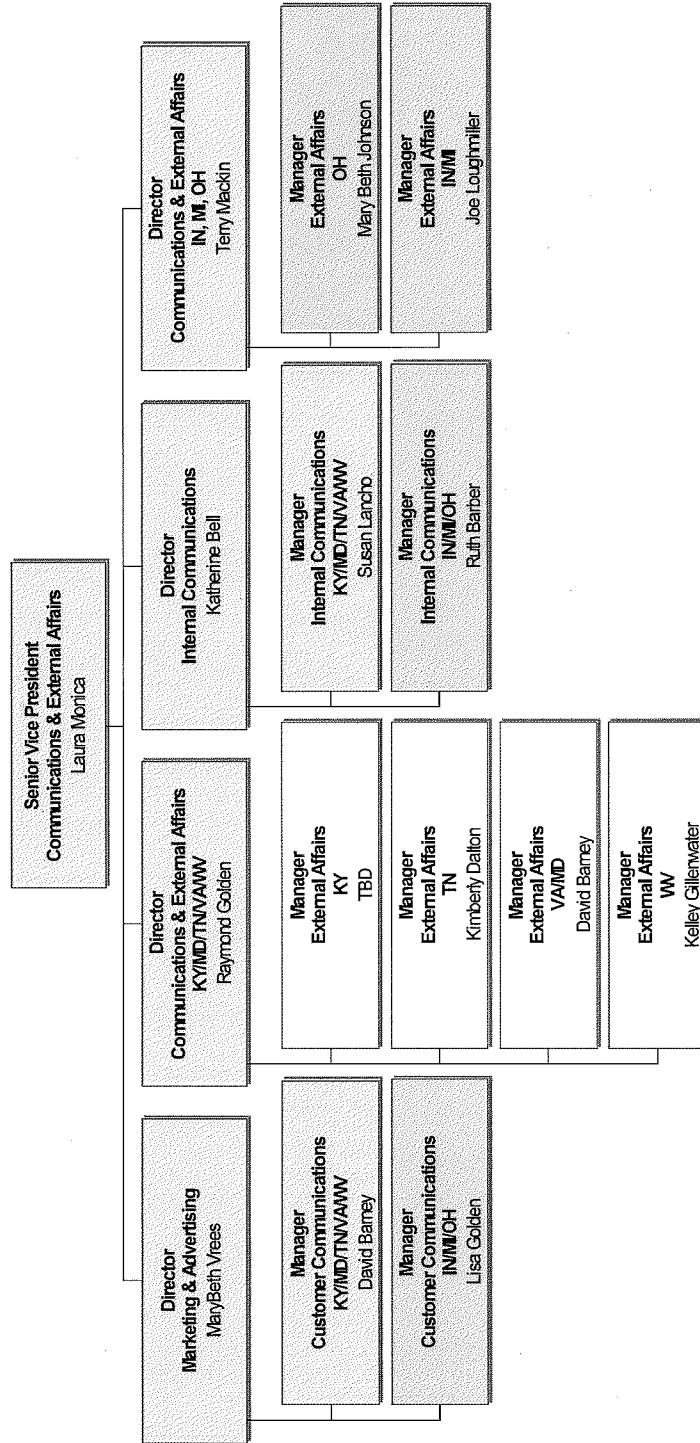 Senior Vice President
Communications & External Affairs
Laura Monica
Director
Marketing & Advertising
MaryBeth Vrees
Manager
Customer Communications
KY/MD/TN/VA/WV
David Barney
Manager
Customer Communications
IN/MI/OH
Lisa Golden
Director
Communications & External Affairs
KY/MD/TN/VA/WV
Raymond Golden
Manager
External Affairs
KY
TBD
Manager
External Affairs
TN
Kimberly Dalton
Manager
External Affairs
VA/MD
David Barney
Manager
External Affairs
WV
Kelley Gillenwater
Director
Internal Communications
Katherine Bell
Manager
Internal Communications
KY/MD/TN/VA/WV
Susan Lancho
Manager
Internal Communications
IN/MI/OH
Ruth Barber
Director
Communications & External Affairs
IN, MI, OH
Terry Mackin
Manager
External Affairs
OH
Mary Beth Johnson
Manager
External Affairs
IN/MI
Joe Loughmiller